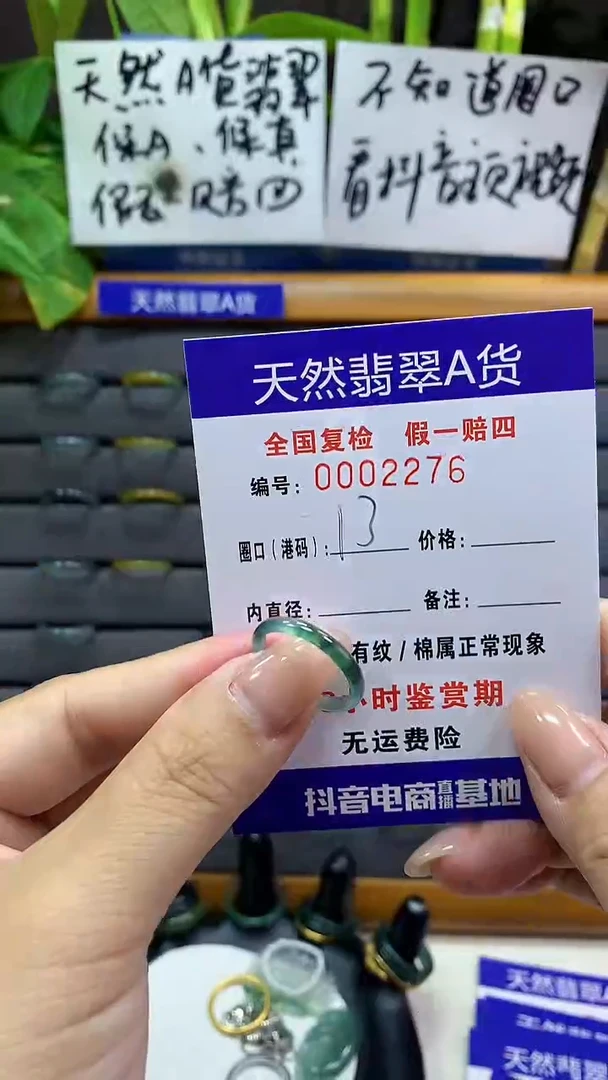 天然A货翡翠
保A、保真
假一赔四
不知道圈口
看抖音顶视频
天然翡翠A货
天然翡翠A货
全国复检 假一赔四
编号：0002276
圈口（港码）：13 价格：
内直径： 备注：
有纹/棉属正常现象
小时鉴赏期
无运费险
抖音电商直播基地
天然翡翠
天然翡翠